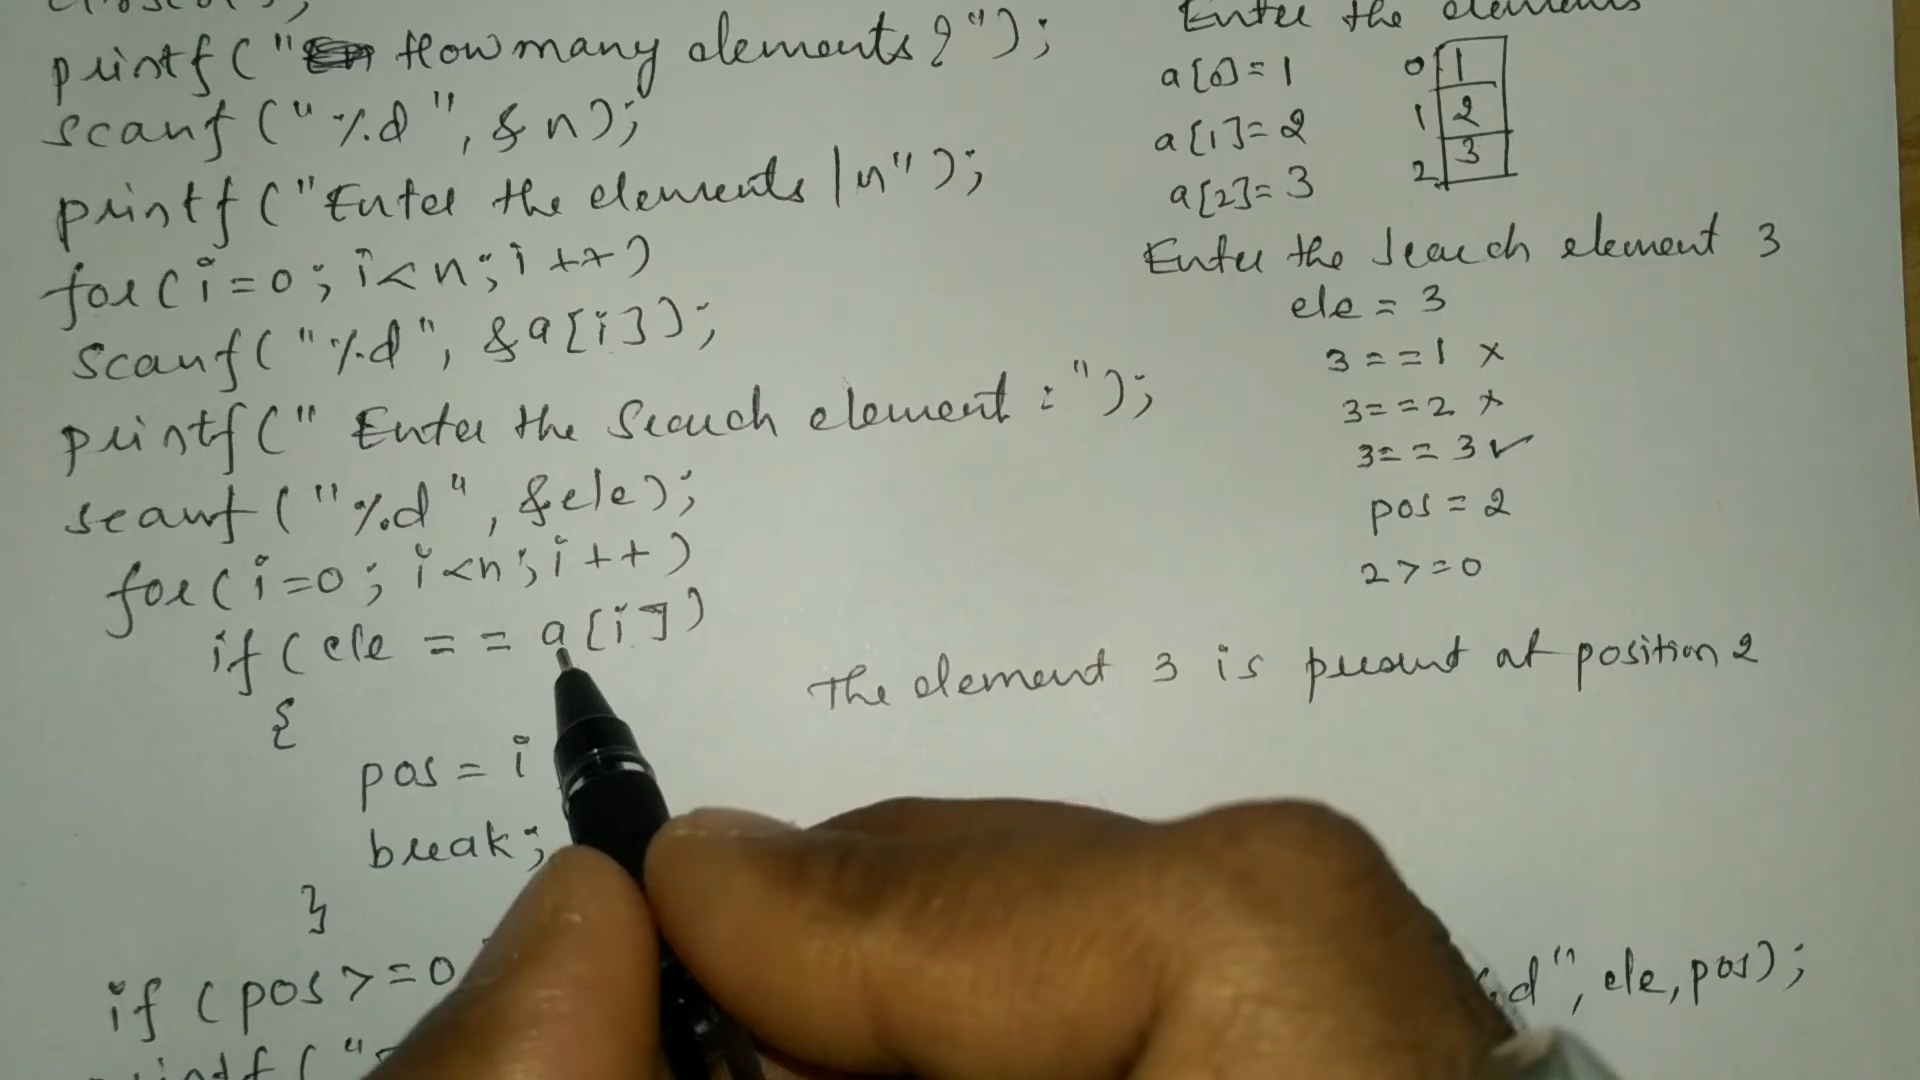 printf(" How many elements?");
scanf ("%d", &n);
printf ("Enter the elements \n");
for(i=0; i<n; i++)
scanf("%d", &a[i]);
printf(" Enter the Search element : ");
scanf ("%d", &ele);
for(i=0; i<n; i++)
if(ele == a[i])
{
pos = i
break;
}
if (pos>=0
printf("
d", ele, pos);
Enter the elements
a[0]=1
a[1]=2
a[2]=3
0 1
1 2
2 3
Enter the Search element 3
ele = 3
3 == 1 x
3 == 2 x
3 == 3 ✓
pos = 2
2>=0
The element 3 is present at position 2